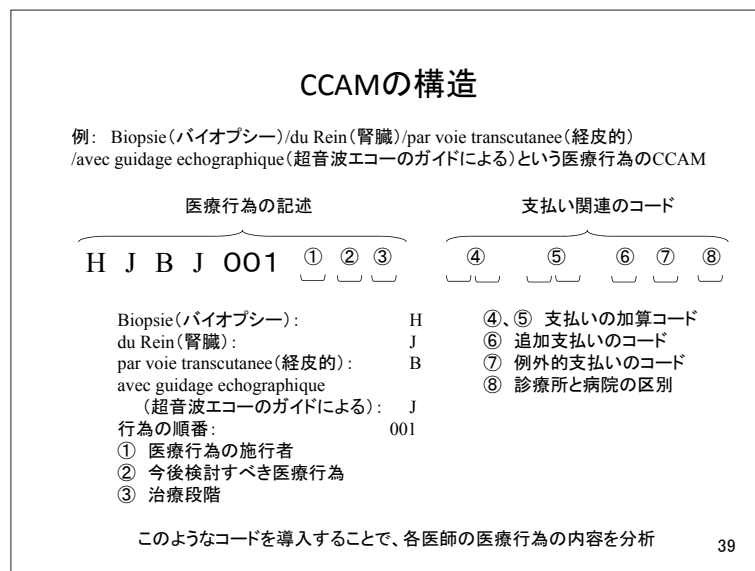 CCAMの構造
例: Biopsie(バイオプシー)/du Rein(腎臓)/par voie transcutanee(経皮的)
/avec guidage echographique(超音波エコーのガイドによる)という医療行為のCCAM
医療行為の記述
H J B J 001 ① ② ③
支払い関連のコード
④ ⑤ ⑥ ⑦ ⑧
Biopsie(バイオプシー): H
du Rein(腎臓): J
par voie transcutanee(経皮的): B
avec guidage echographique
(超音波エコーのガイドによる): J
行為の順番: 001
① 医療行為の施行者
② 今後検討すべき医療行為
③ 治療段階
④、⑤ 支払いの加算コード
⑥ 追加支払いのコード
⑦ 例外的支払いのコード
⑧ 診療所と病院の区別
このようなコードを導入することで、各医師の医療行為の内容を分析
39